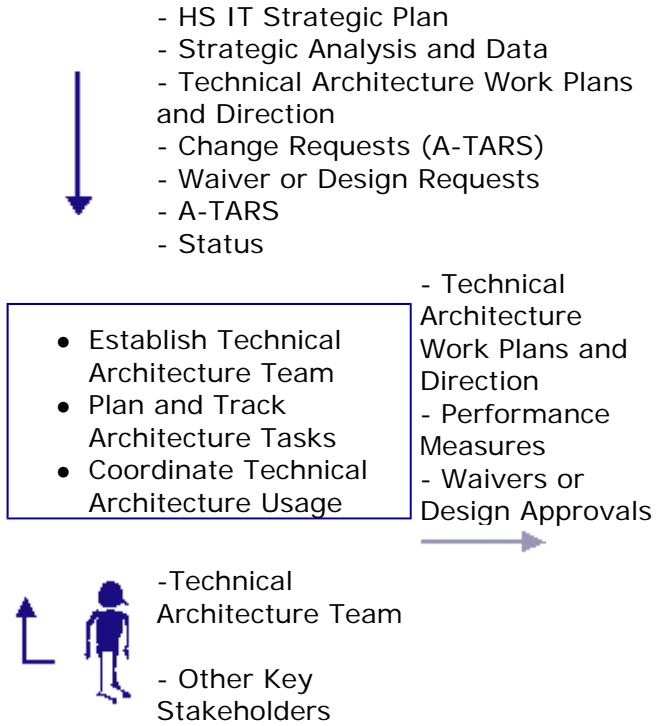 - HS IT Strategic Plan
- Strategic Analysis and Data
- Technical Architecture Work Plans
and Direction
- Change Requests (A-TARS)
- Waiver or Design Requests
- A-TARS
- Status
● Establish Technical
Architecture Team
● Plan and Track
Architecture Tasks
● Coordinate Technical
Architecture Usage
- Technical
Architecture
Work Plans and
Direction
- Performance
Measures
- Waivers or
Design Approvals
-Technical
Architecture Team
- Other Key
Stakeholders